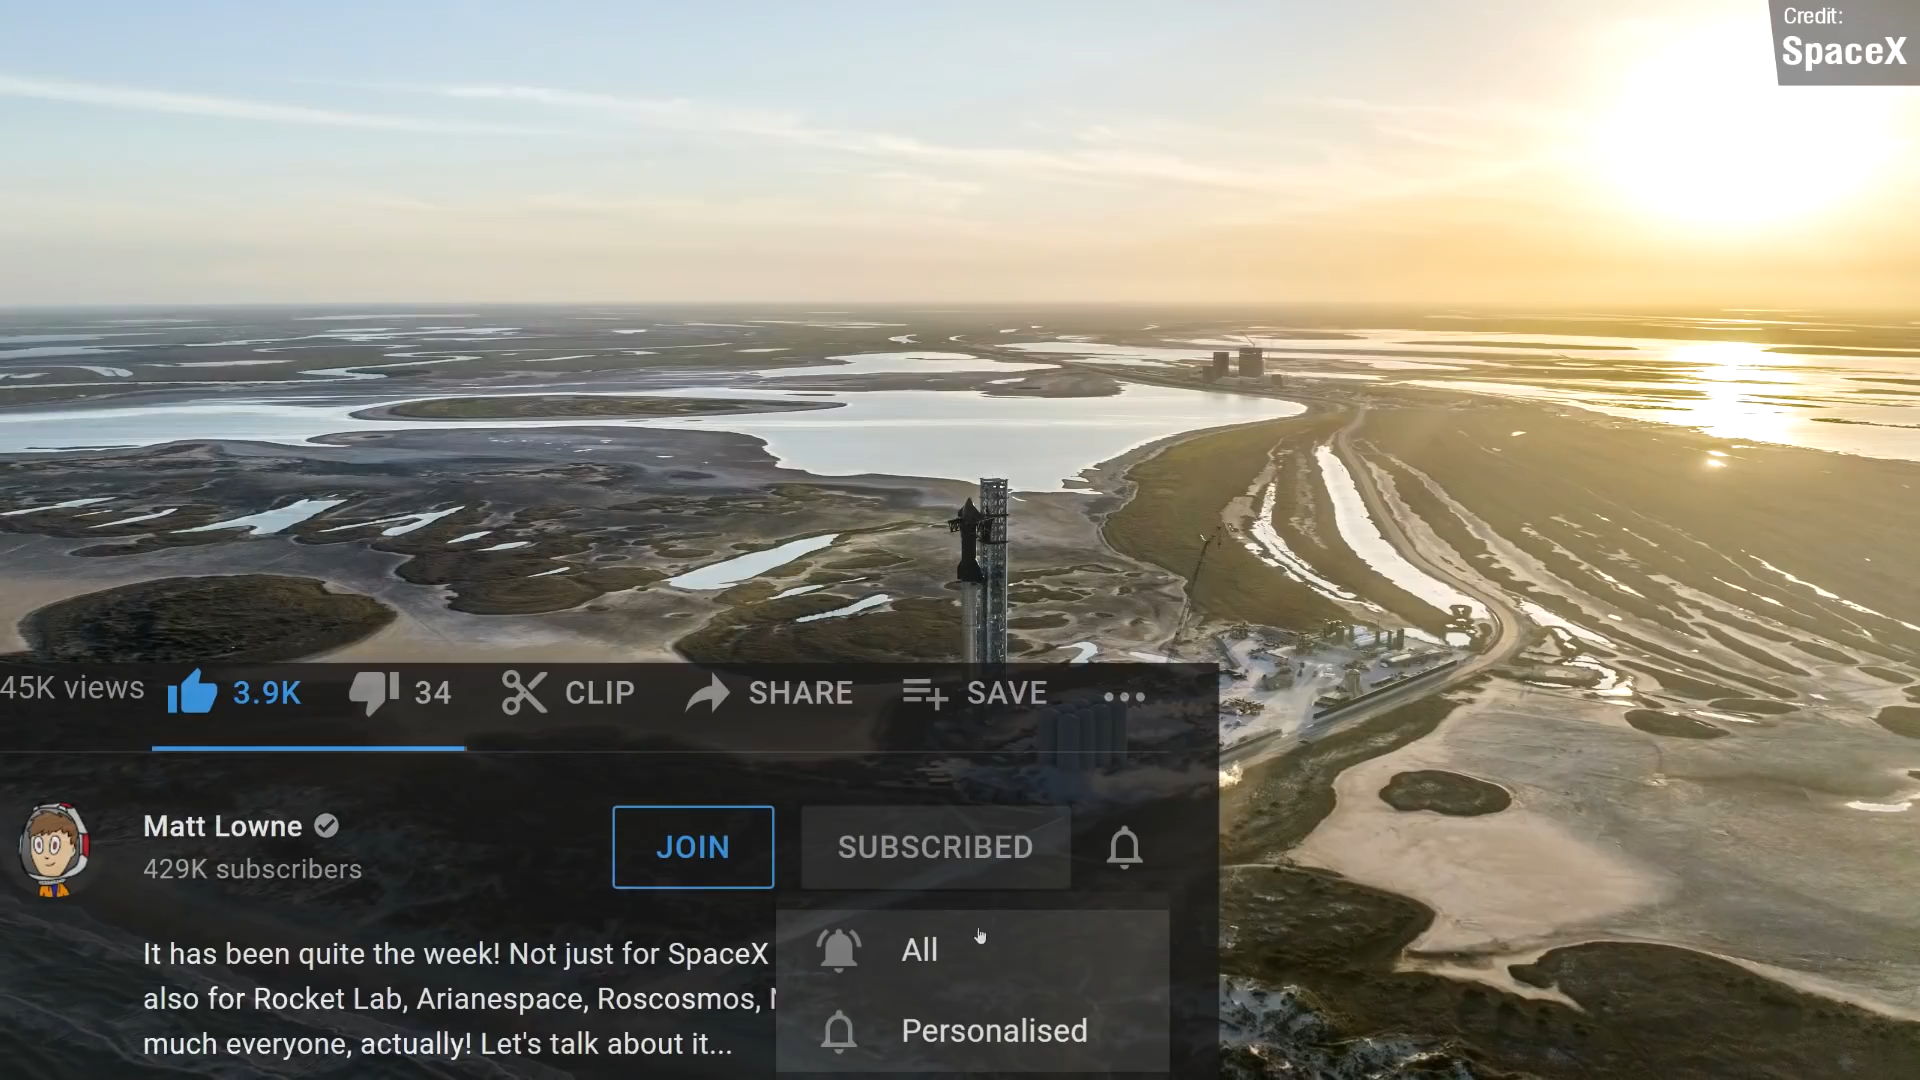 Credit:
SpaceX
45K views 3.9K 34 CLIP SHARE SAVE
Matt Lowne
429K subscribers
JOIN SUBSCRIBED
It has been quite the week! Not just for SpaceX
also for Rocket Lab, Arianespace, Roscosmos,
much everyone, actually! Let's talk about it...
All
Personalised